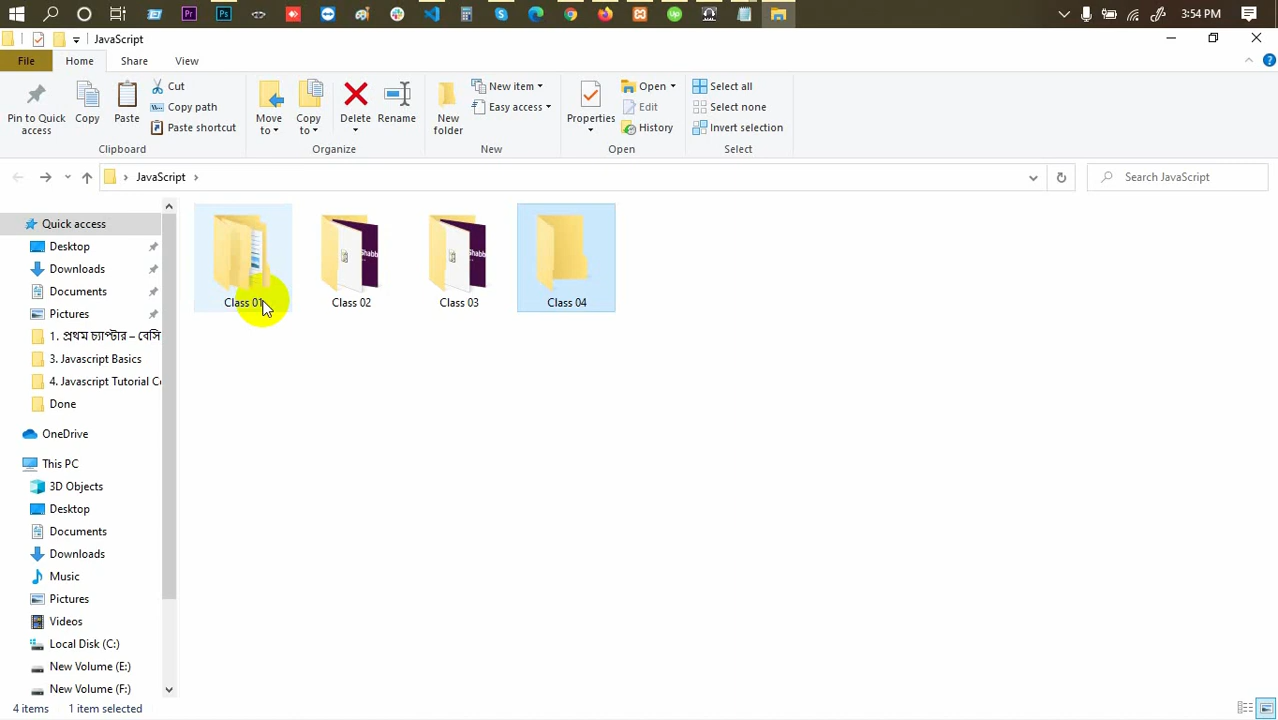 3:54 PM
JavaScript
File
Home
Share
View
Pin to Quick access
Copy
Paste
Cut
Copy path
Paste shortcut
Clipboard
Move to
Copy to
Delete
Rename
Organize
New folder
New item
Easy access
New
Properties
Open
Edit
History
Open
Select all
Select none
Invert selection
Select
JavaScript
Search JavaScript
Quick access
Desktop
Downloads
Documents
Pictures
1. প্রথম চ্যাপ্টার – বেসি
3. Javascript Basics
4. Javascript Tutorial C
Done
OneDrive
This PC
3D Objects
Desktop
Documents
Downloads
Music
Pictures
Videos
Local Disk (C:)
New Volume (E:)
New Volume (F:)
Class 01
Class 02
Class 03
Class 04
4 items
1 item selected